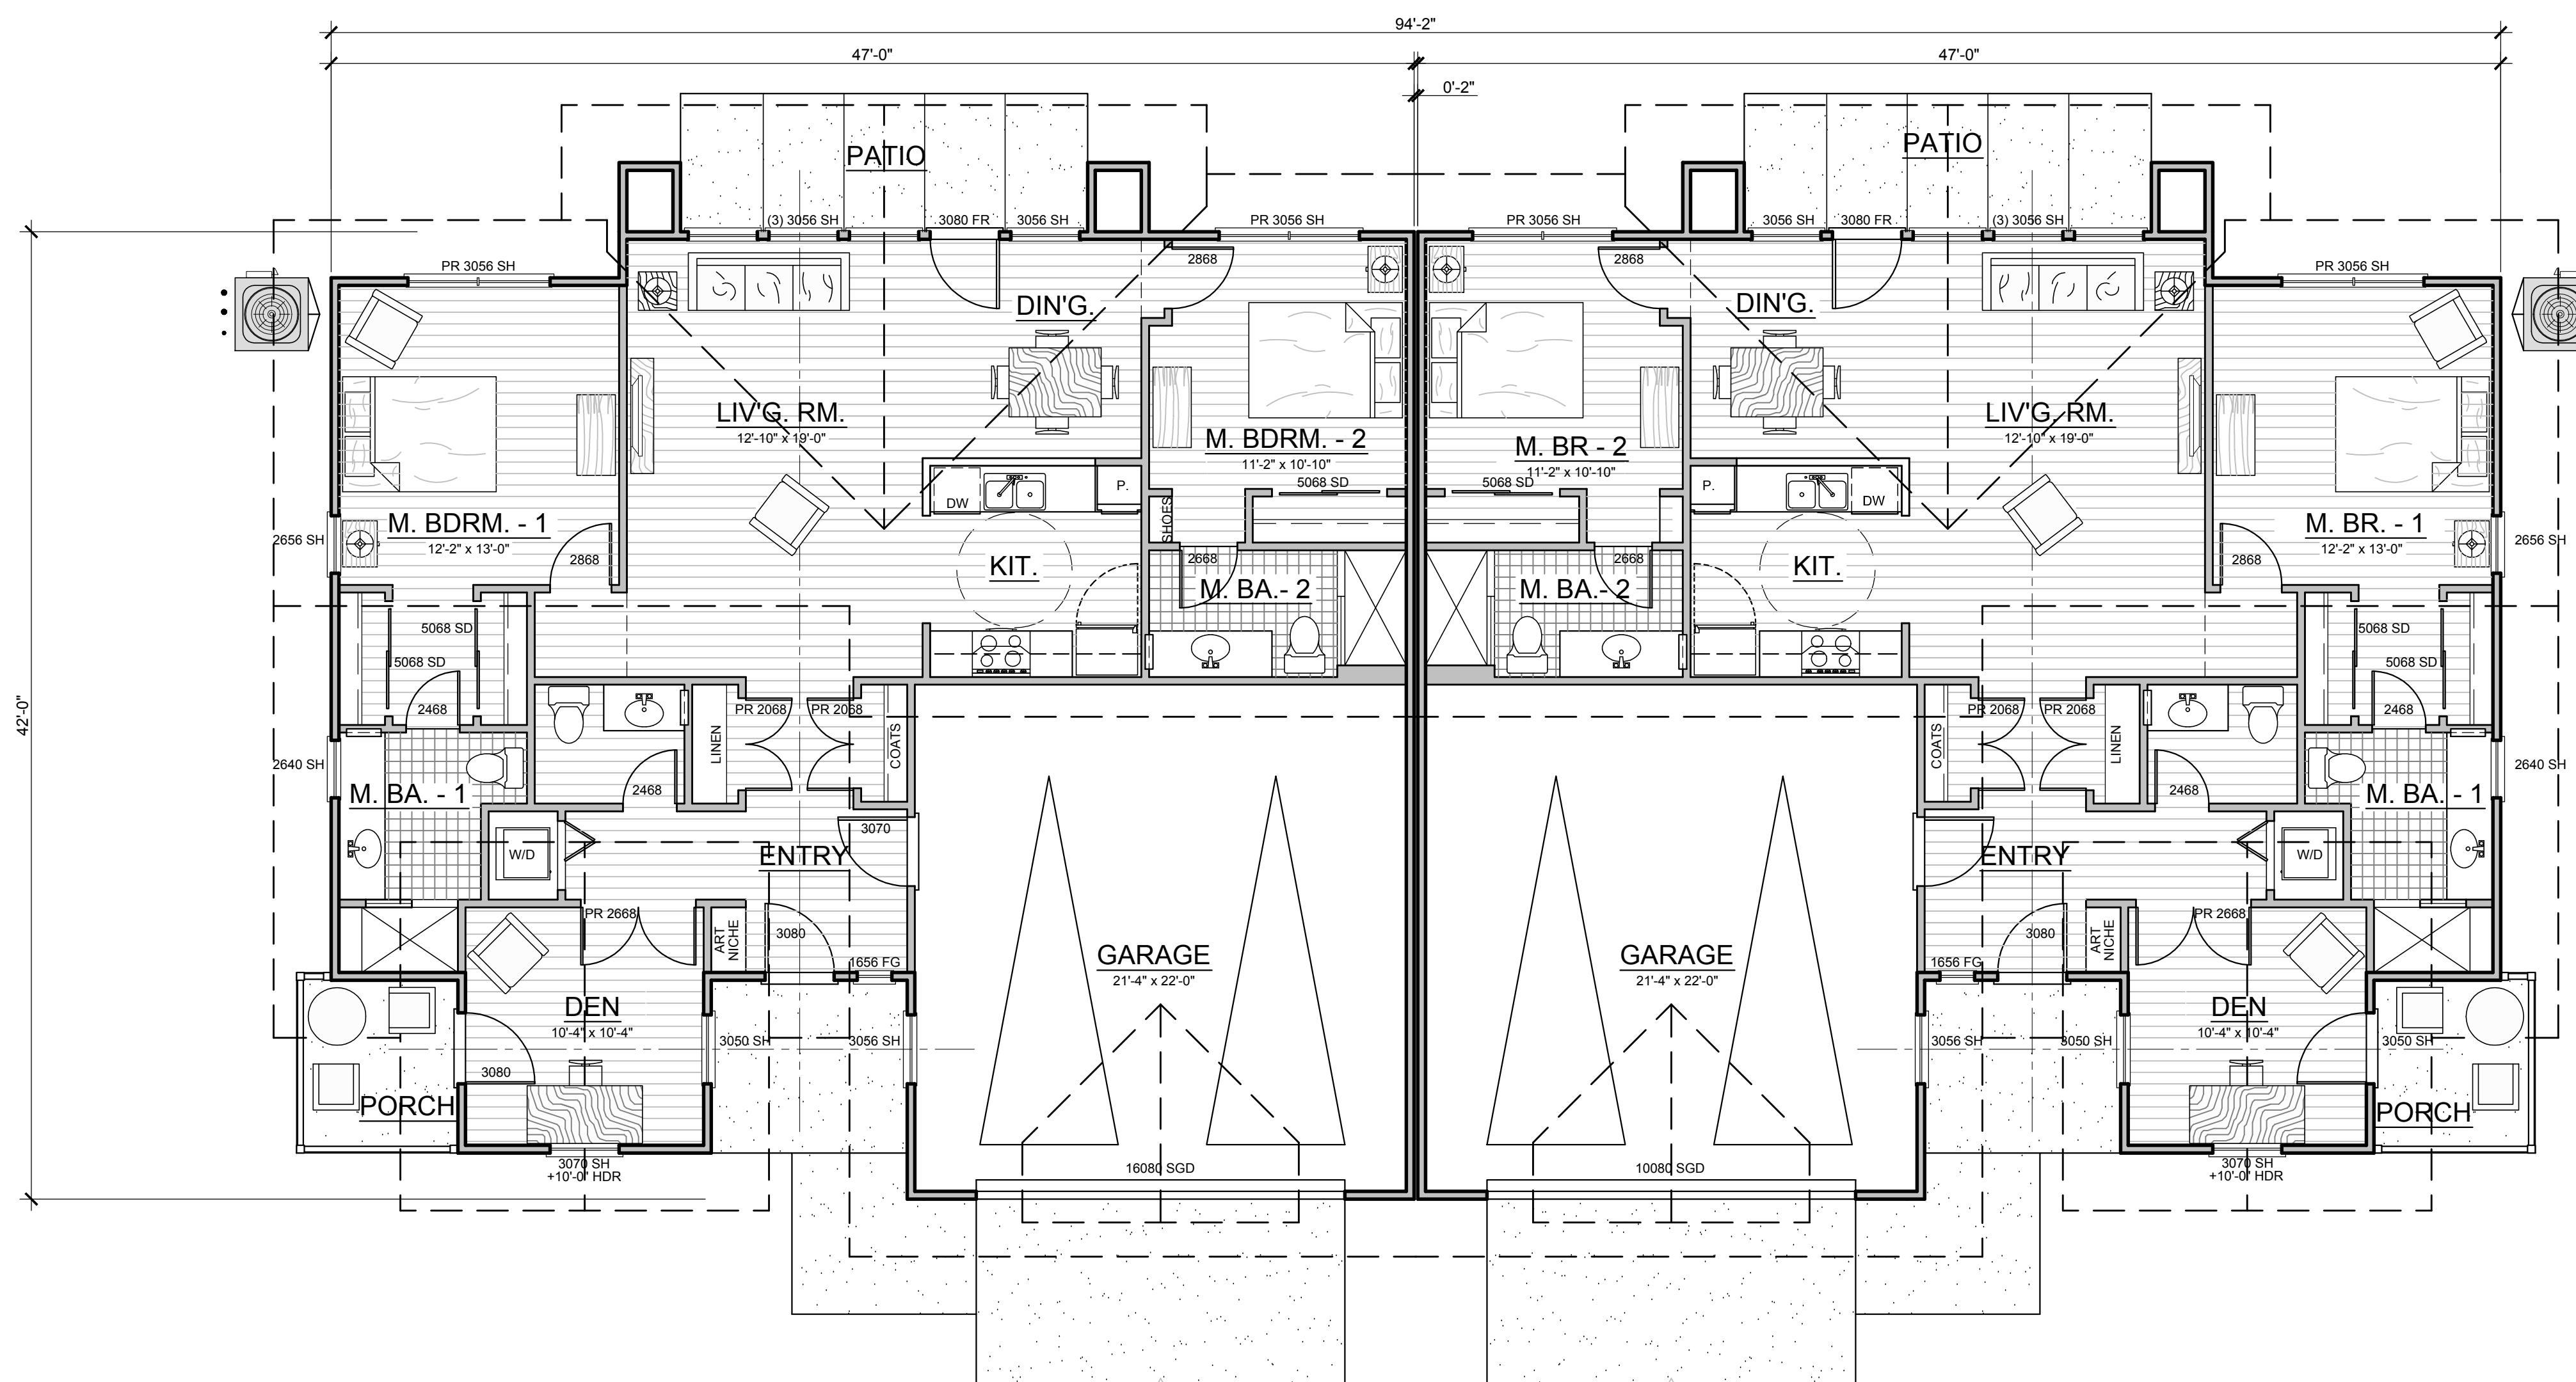 94'-2"
47'-0"
47'-0"
0'-2"
PATIO
PATIO
(3) 3056 SH
3080 FR
3056 SH
PR 3056 SH
PR 3056 SH
3056 SH
3080 FR
(3) 3056 SH
PR 3056 SH
2868
2868
PR 3056 SH
DIN'G.
DIN'G.
LIV'G. RM.
12'-10" x 19'-0"
M. BDRM. - 2
11'-2" x 10'-10"
M. BR - 2
11'-2" x 10'-10"
LIV'G. RM.
12'-10" x 19'-0"
5068 SD
5068 SD
DW
P.
SHOES
P.
DW
M. BDRM. - 1
12'-2" x 13'-0"
M. BR. - 1
12'-2" x 13'-0"
2656 SH
2868
KIT.
2668
M. BA.- 2
2668
M. BA.- 2
KIT.
2868
2656 SH
5068 SD
5068 SD
2468
5068 SD
5068 SD
2468
42'-0"
PR 2068
PR 2068
LINEN
COATS
COATS
PR 2068
PR 2068
LINEN
2640 SH
M. BA. - 1
2468
2468
M. BA. - 1
2640 SH
W/D
ENTRY
3070
ENTRY
W/D
PR 2668
ART
NICHE
3080
1656 FG
GARAGE
21'-4" x 22'-0"
GARAGE
21'-4" x 22'-0"
1656 FG
3080
ART
NICHE
PR 2668
DEN
10'-4" x 10'-4"
DEN
10'-4" x 10'-4"
3050 SH
3056 SH
3056 SH
3050 SH
3050 SH
3080
PORCH
PORCH
3070 SH
+10'-0" HDR
16080 SGD
10080 SGD
3070 SH
+10'-0" HDR